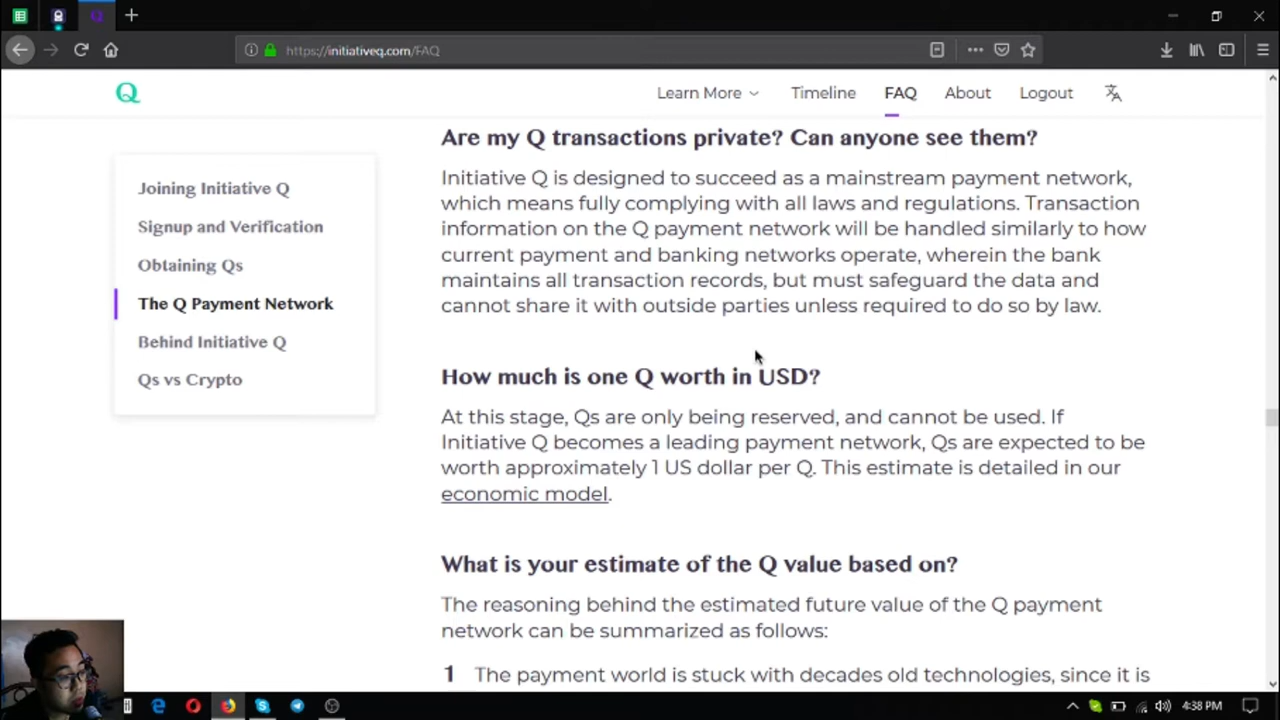 https://initiativeq.com/FAQ
Q
Learn More
Timeline
FAQ
About
Logout
Joining Initiative Q
Signup and Verification
Obtaining Qs
The Q Payment Network
Behind Initiative Q
Qs vs Crypto
Are my Q transactions private? Can anyone see them?
Initiative Q is designed to succeed as a mainstream payment network,
which means fully complying with all laws and regulations. Transaction
information on the Q payment network will be handled similarly to how
current payment and banking networks operate, wherein the bank
maintains all transaction records, but must safeguard the data and
cannot share it with outside parties unless required to do so by law.
How much is one Q worth in USD?
At this stage, Qs are only being reserved, and cannot be used. If
Initiative Q becomes a leading payment network, Qs are expected to be
worth approximately 1 US dollar per Q. This estimate is detailed in our
economic model.
What is your estimate of the Q value based on?
The reasoning behind the estimated future value of the Q payment
network can be summarized as follows:
1 The payment world is stuck with decades old technologies, since it is
4:38 PM